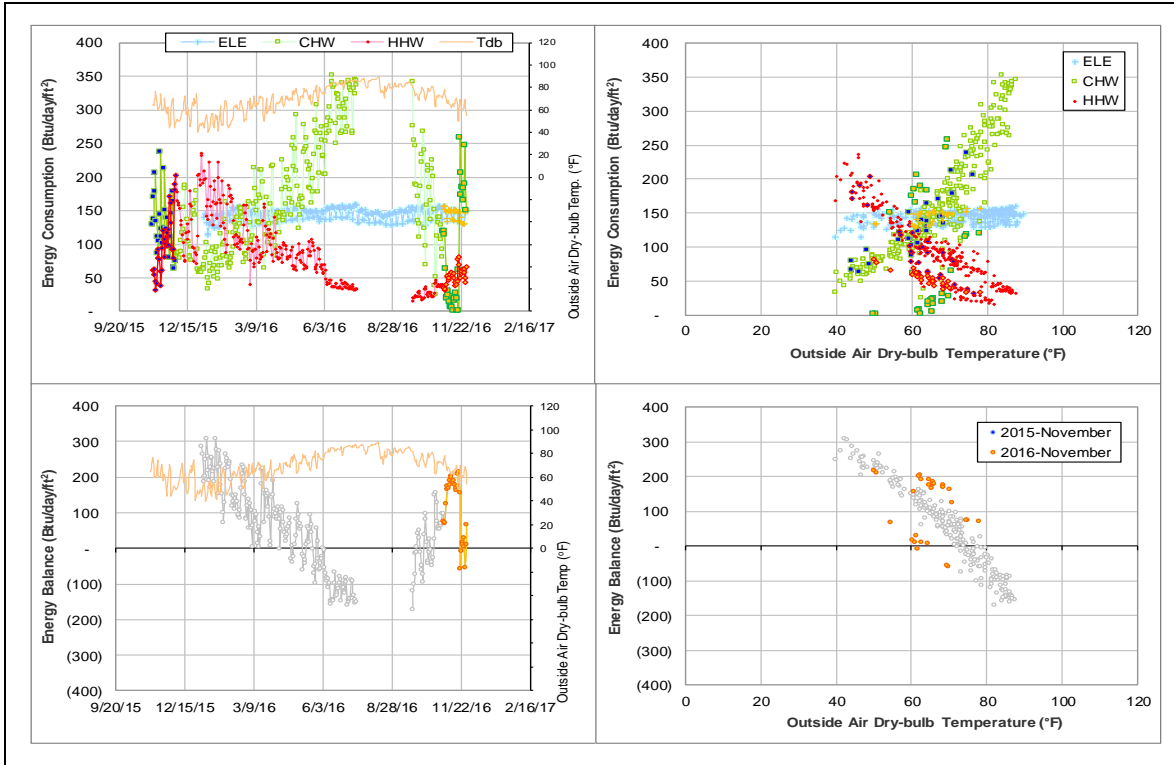 ELE CHW HHW Tdb
Energy Consumption (Btu/day/ft²)
400
350
300
250
200
150
100
50
-
120
100
80
60
40
20
0
Outside Air Dry-bulb Temp. (°F)
9/20/15 12/15/15 3/9/16 6/3/16 8/28/16 11/22/16 2/16/17
Energy Consumption (Btu/day/ft²)
400
350
300
250
200
150
100
50
-
ELE
CHW
HHW
0 20 40 60 80 100 120
Outside Air Dry-bulb Temperature (°F)
Energy Balance (Btu/day/ft²)
400
300
200
100
-
(100)
(200)
(300)
(400)
120
100
80
60
40
20
0
Outside Air Dry-bulb Temp (°F)
9/20/15 12/15/15 3/9/16 6/3/16 8/28/16 11/22/16 2/16/17
Energy Balance (Btu/day/ft²)
400
300
200
100
-
(100)
(200)
(300)
(400)
2015-November
2016-November
0 20 40 60 80 100 120
Outside Air Dry-bulb Temperature (°F)